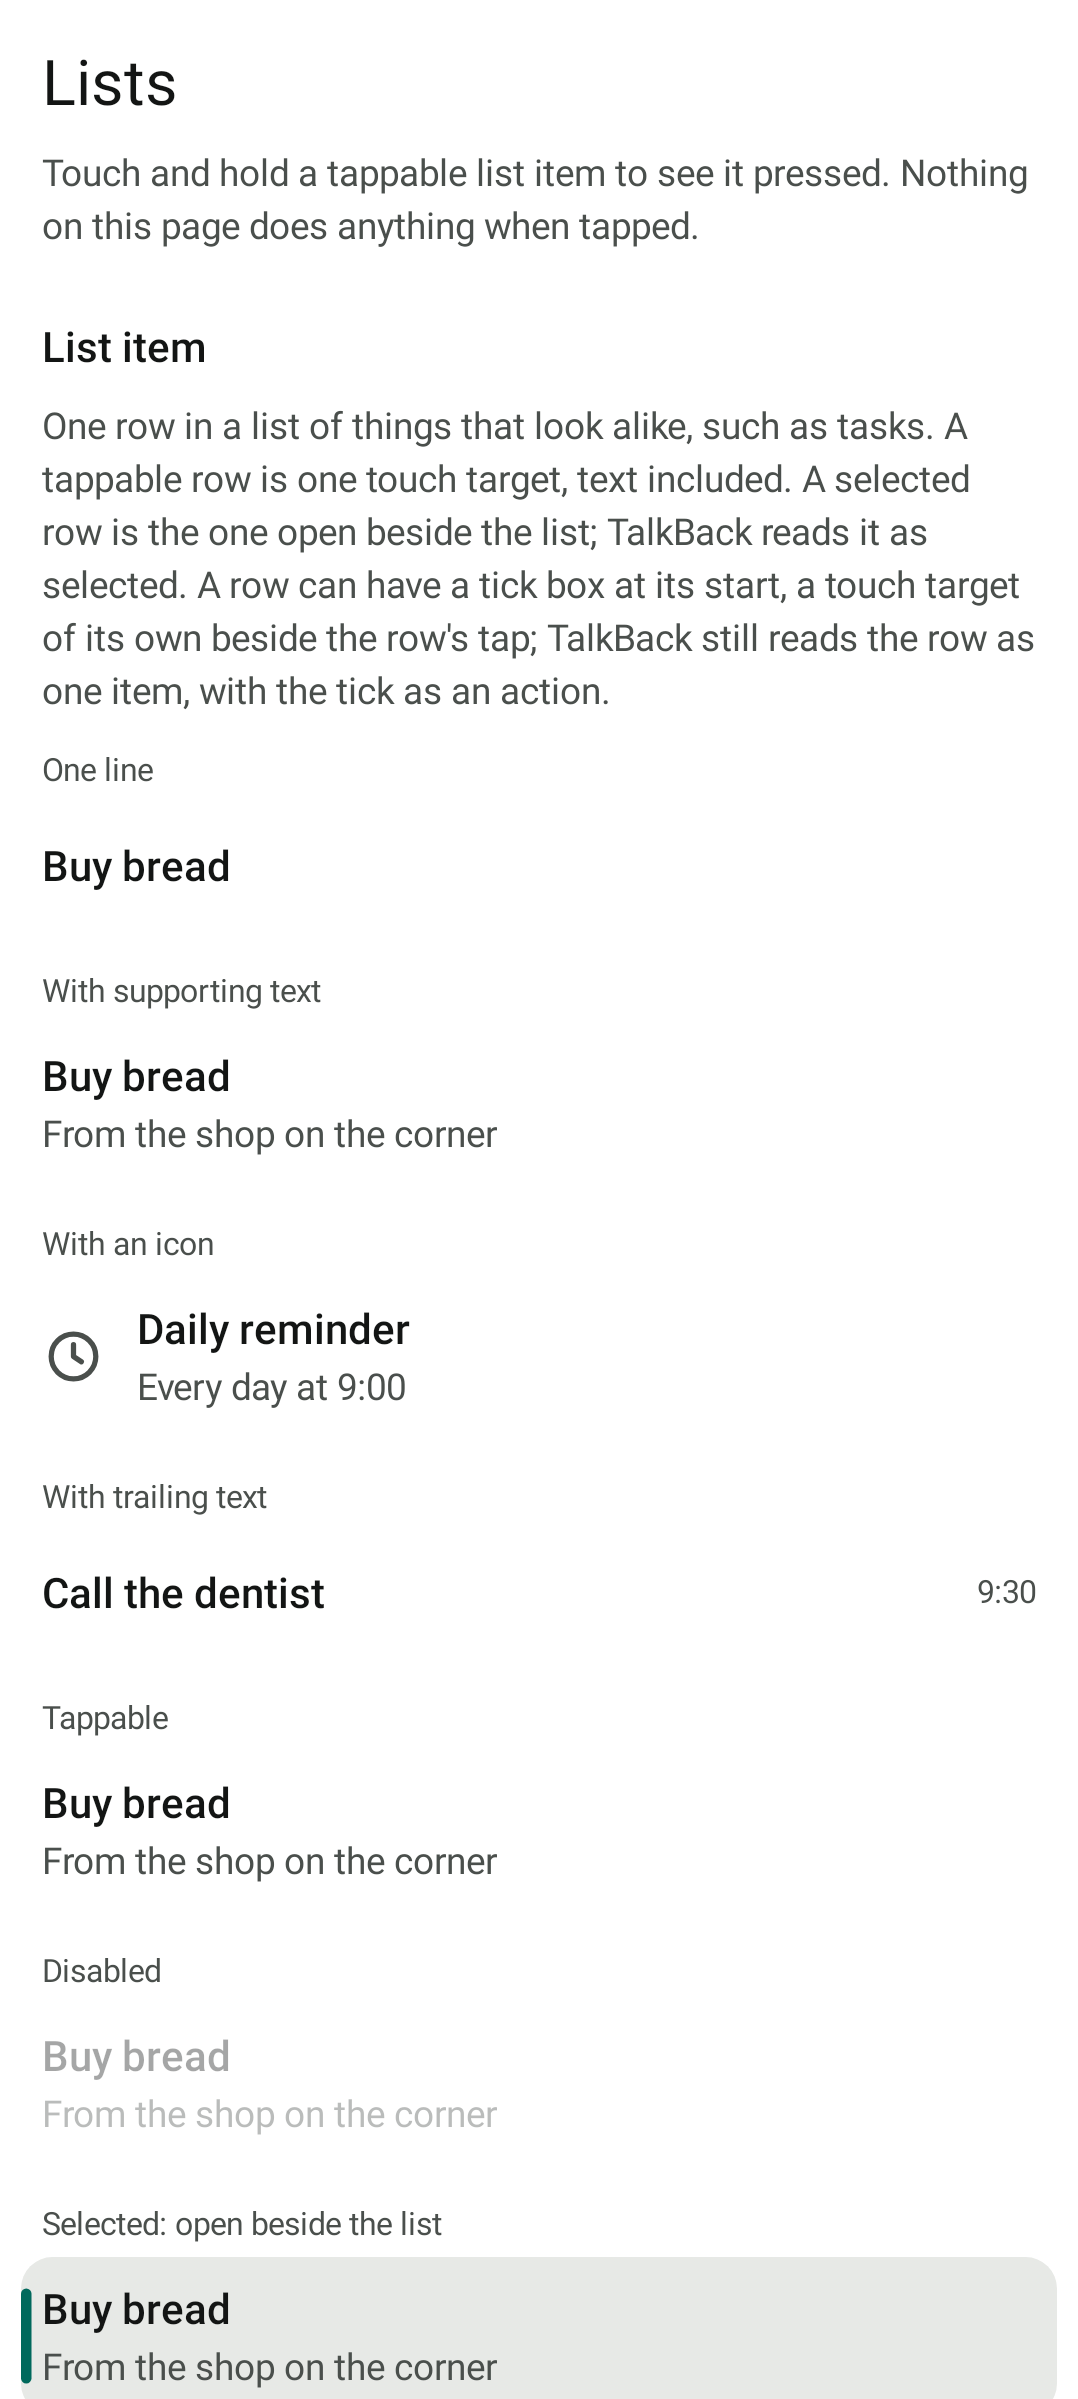 Lists
Touch and hold a tappable list item to see it pressed. Nothing
on this page does anything when tapped.
List item
One row in a list of things that look alike, such as tasks. A
tappable row is one touch target, text included. A selected
row is the one open beside the list; TalkBack reads it as
selected. A row can have a tick box at its start, a touch target
of its own beside the row's tap; TalkBack still reads the row as
one item, with the tick as an action.
One line
Buy bread
With supporting text
Buy bread
From the shop on the corner
With an icon
Daily reminder
Every day at 9:00
With trailing text
Call the dentist 9:30
Tappable
Buy bread
From the shop on the corner
Disabled
Buy bread
From the shop on the corner
Selected: open beside the list
Buy bread
From the shop on the corner